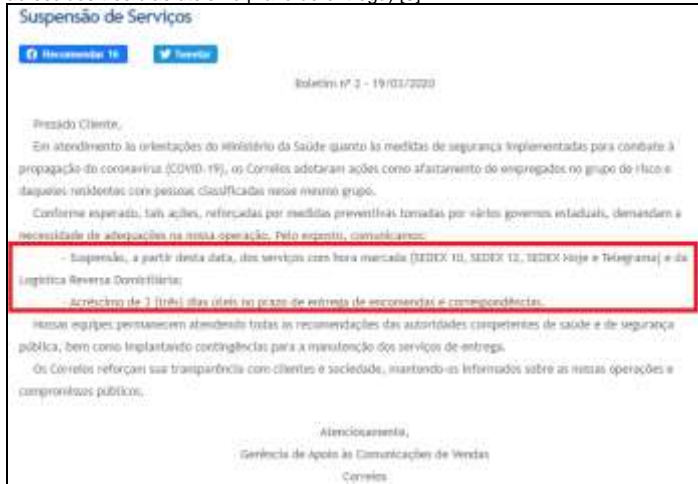 Suspensão de Serviços
Recomendar 16 Tweetar
Boletim nº 2 - 19/03/2020
Prezado Cliente,
Em atendimento às orientações do Ministério da Saúde quanto às medidas de segurança implementadas para combate à
propagação do coronavírus (COVID-19), os Correios adotaram ações como afastamento de empregados no grupo de risco e
daqueles residentes com pessoas classificadas nesse mesmo grupo.
Conforme esperado, tais ações, reforçadas por medidas preventivas tomadas por vários governos estaduais, demandam a
necessidade de adequações na nossa operação. Pelo exposto, comunicamos:
- Suspensão, a partir desta data, dos serviços com hora marcada (SEDEX 10, SEDEX 12, SEDEX Hoje e Telegrama) e da
Logística Reversa Domiciliária;
- Acréscimo de 3 (três) dias úteis no prazo de entrega de encomendas e correspondências.
Nossas equipes permanecem atendendo todas as recomendações das autoridades competentes de saúde e de segurança
pública, bem como implantando contingências para a manutenção dos serviços de entrega.
Os Correios reforçam sua transparência com clientes e sociedade, mantendo-os informados sobre as nossas operações e
compromissos públicos.
Atenciosamente,
Gerência de Apoio às Comunicações de Vendas
Correios